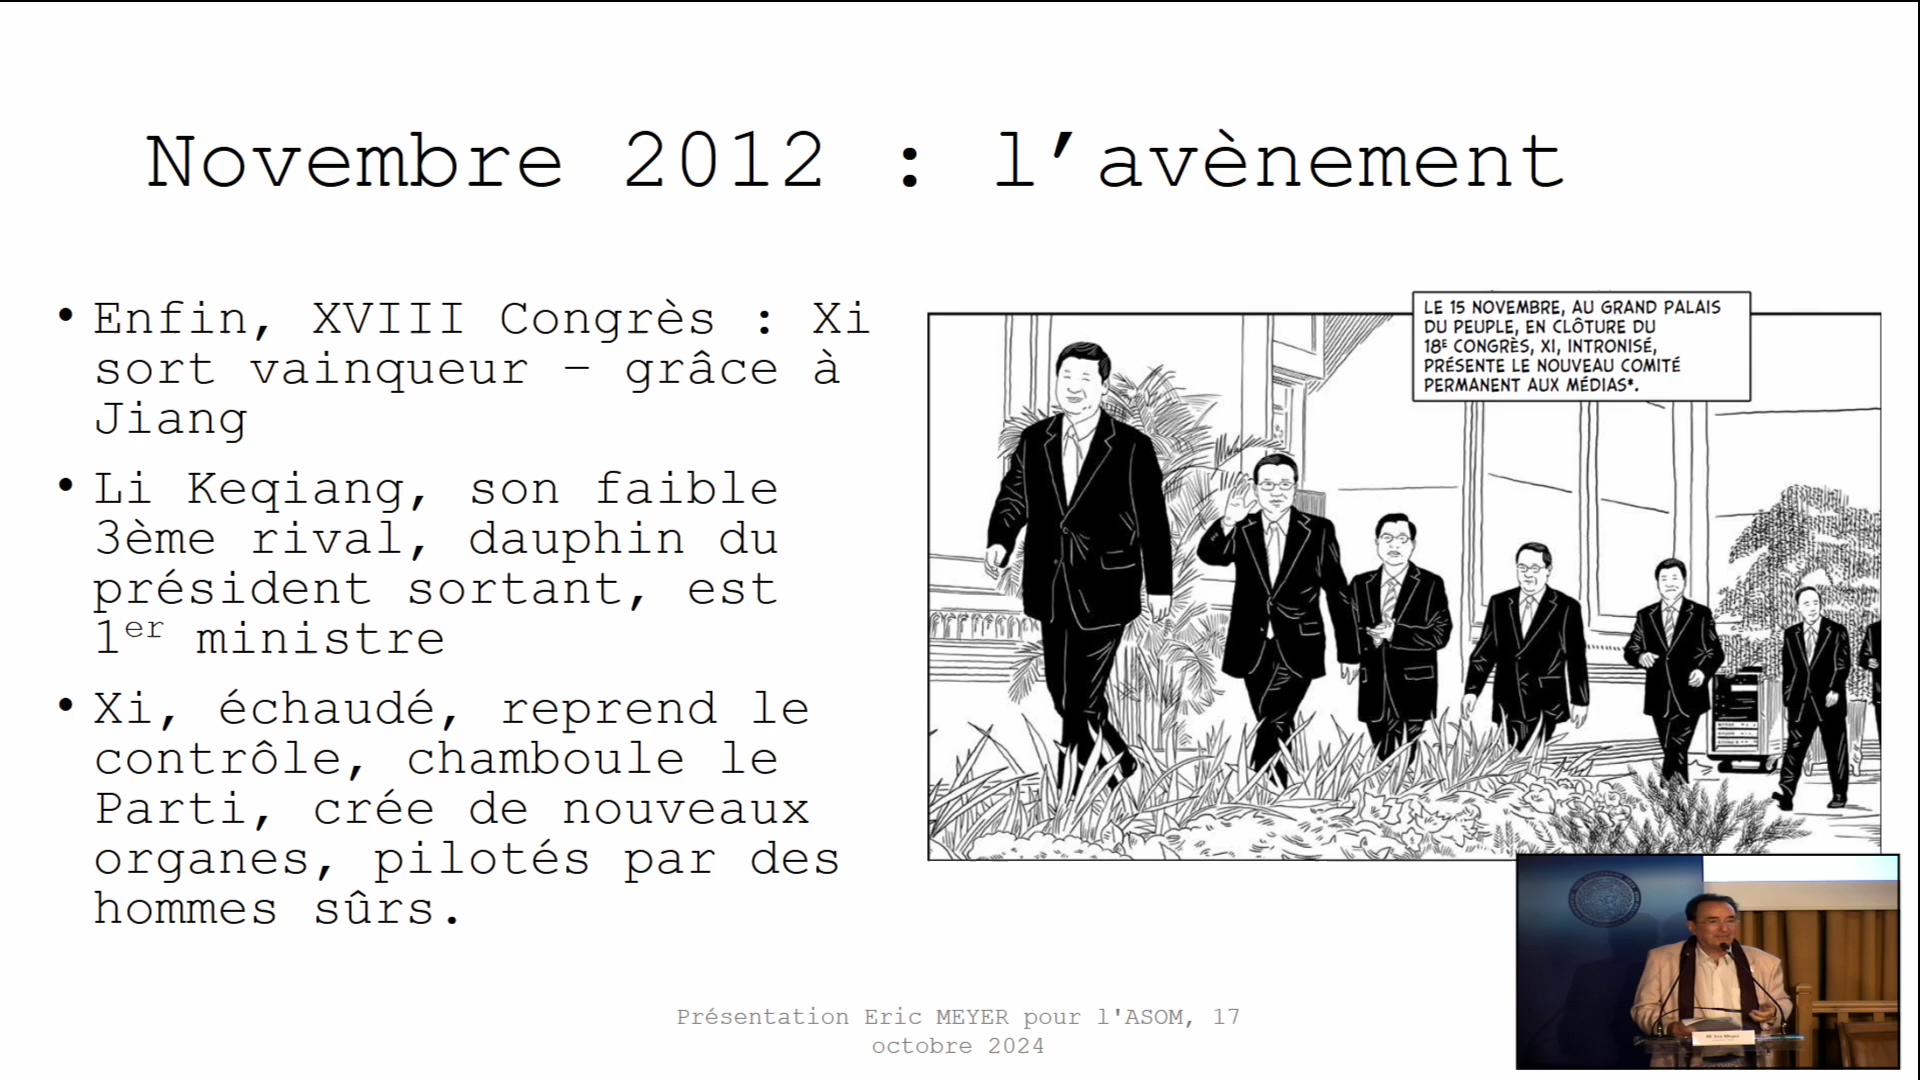 Novembre 2012 : l’avènement
• Enfin, XVIII Congrès : Xi
sort vainqueur – grâce à
Jiang
• Li Keqiang, son faible
3ème rival, dauphin du
président sortant, est
1er ministre
• Xi, échaudé, reprend le
contrôle, chamboule le
Parti, crée de nouveaux
organes, pilotés par des
hommes sûrs.
LE 15 NOVEMBRE, AU GRAND PALAIS
DU PEUPLE, EN CLÔTURE DU
18E CONGRÈS, XI, INTRONISÉ,
PRÉSENTE LE NOUVEAU COMITÉ
PERMANENT AUX MÉDIAS*.
Présentation Eric MEYER pour l'ASOM, 17
octobre 2024